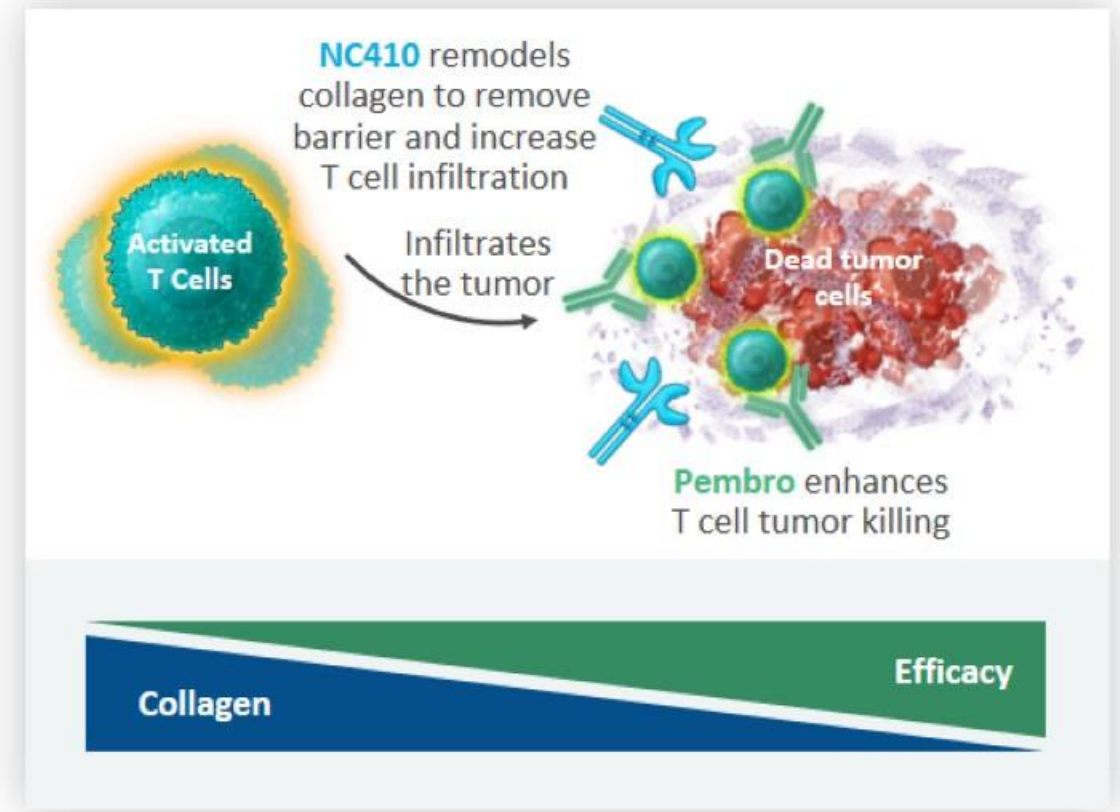 NC410 remodels
collagen to remove
barrier and increase
T cell infiltration
Activated
T Cells
Infiltrates
the tumor
Dead tumor
cells
Pembro enhances
T cell tumor killing
Efficacy
Collagen